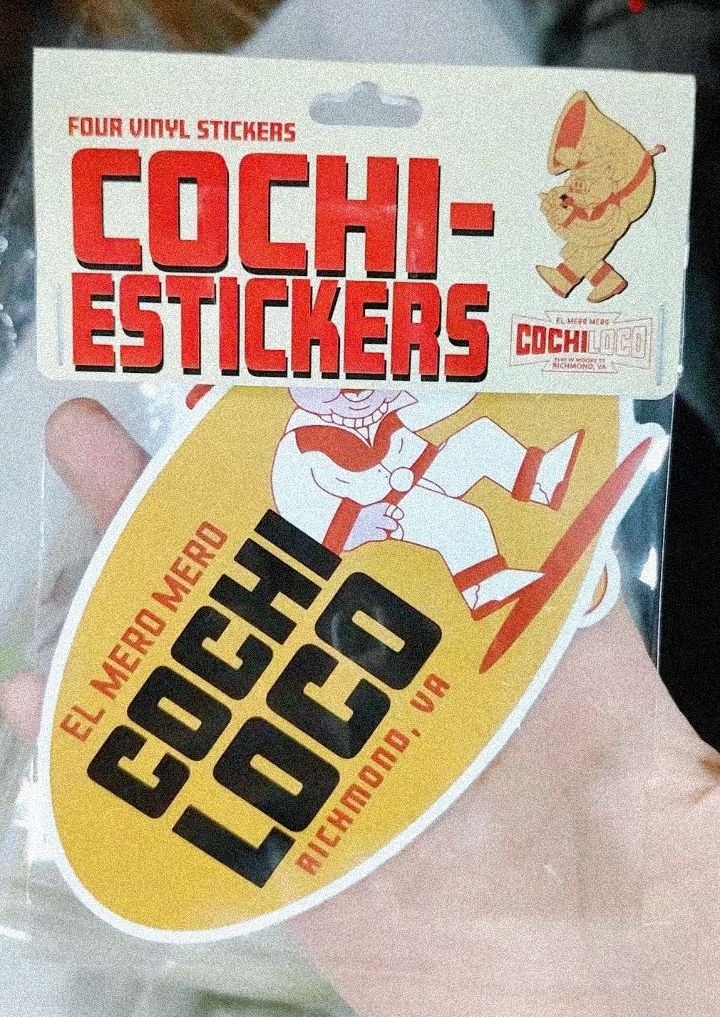 FOUR VINYL STICKERS
COCHI-
ESTICKERS
EL MERO MERO
COCHILOCO
RICHMOND, VA
EL MERO MERO
COCHI
LOCO
RICHMOND, VA